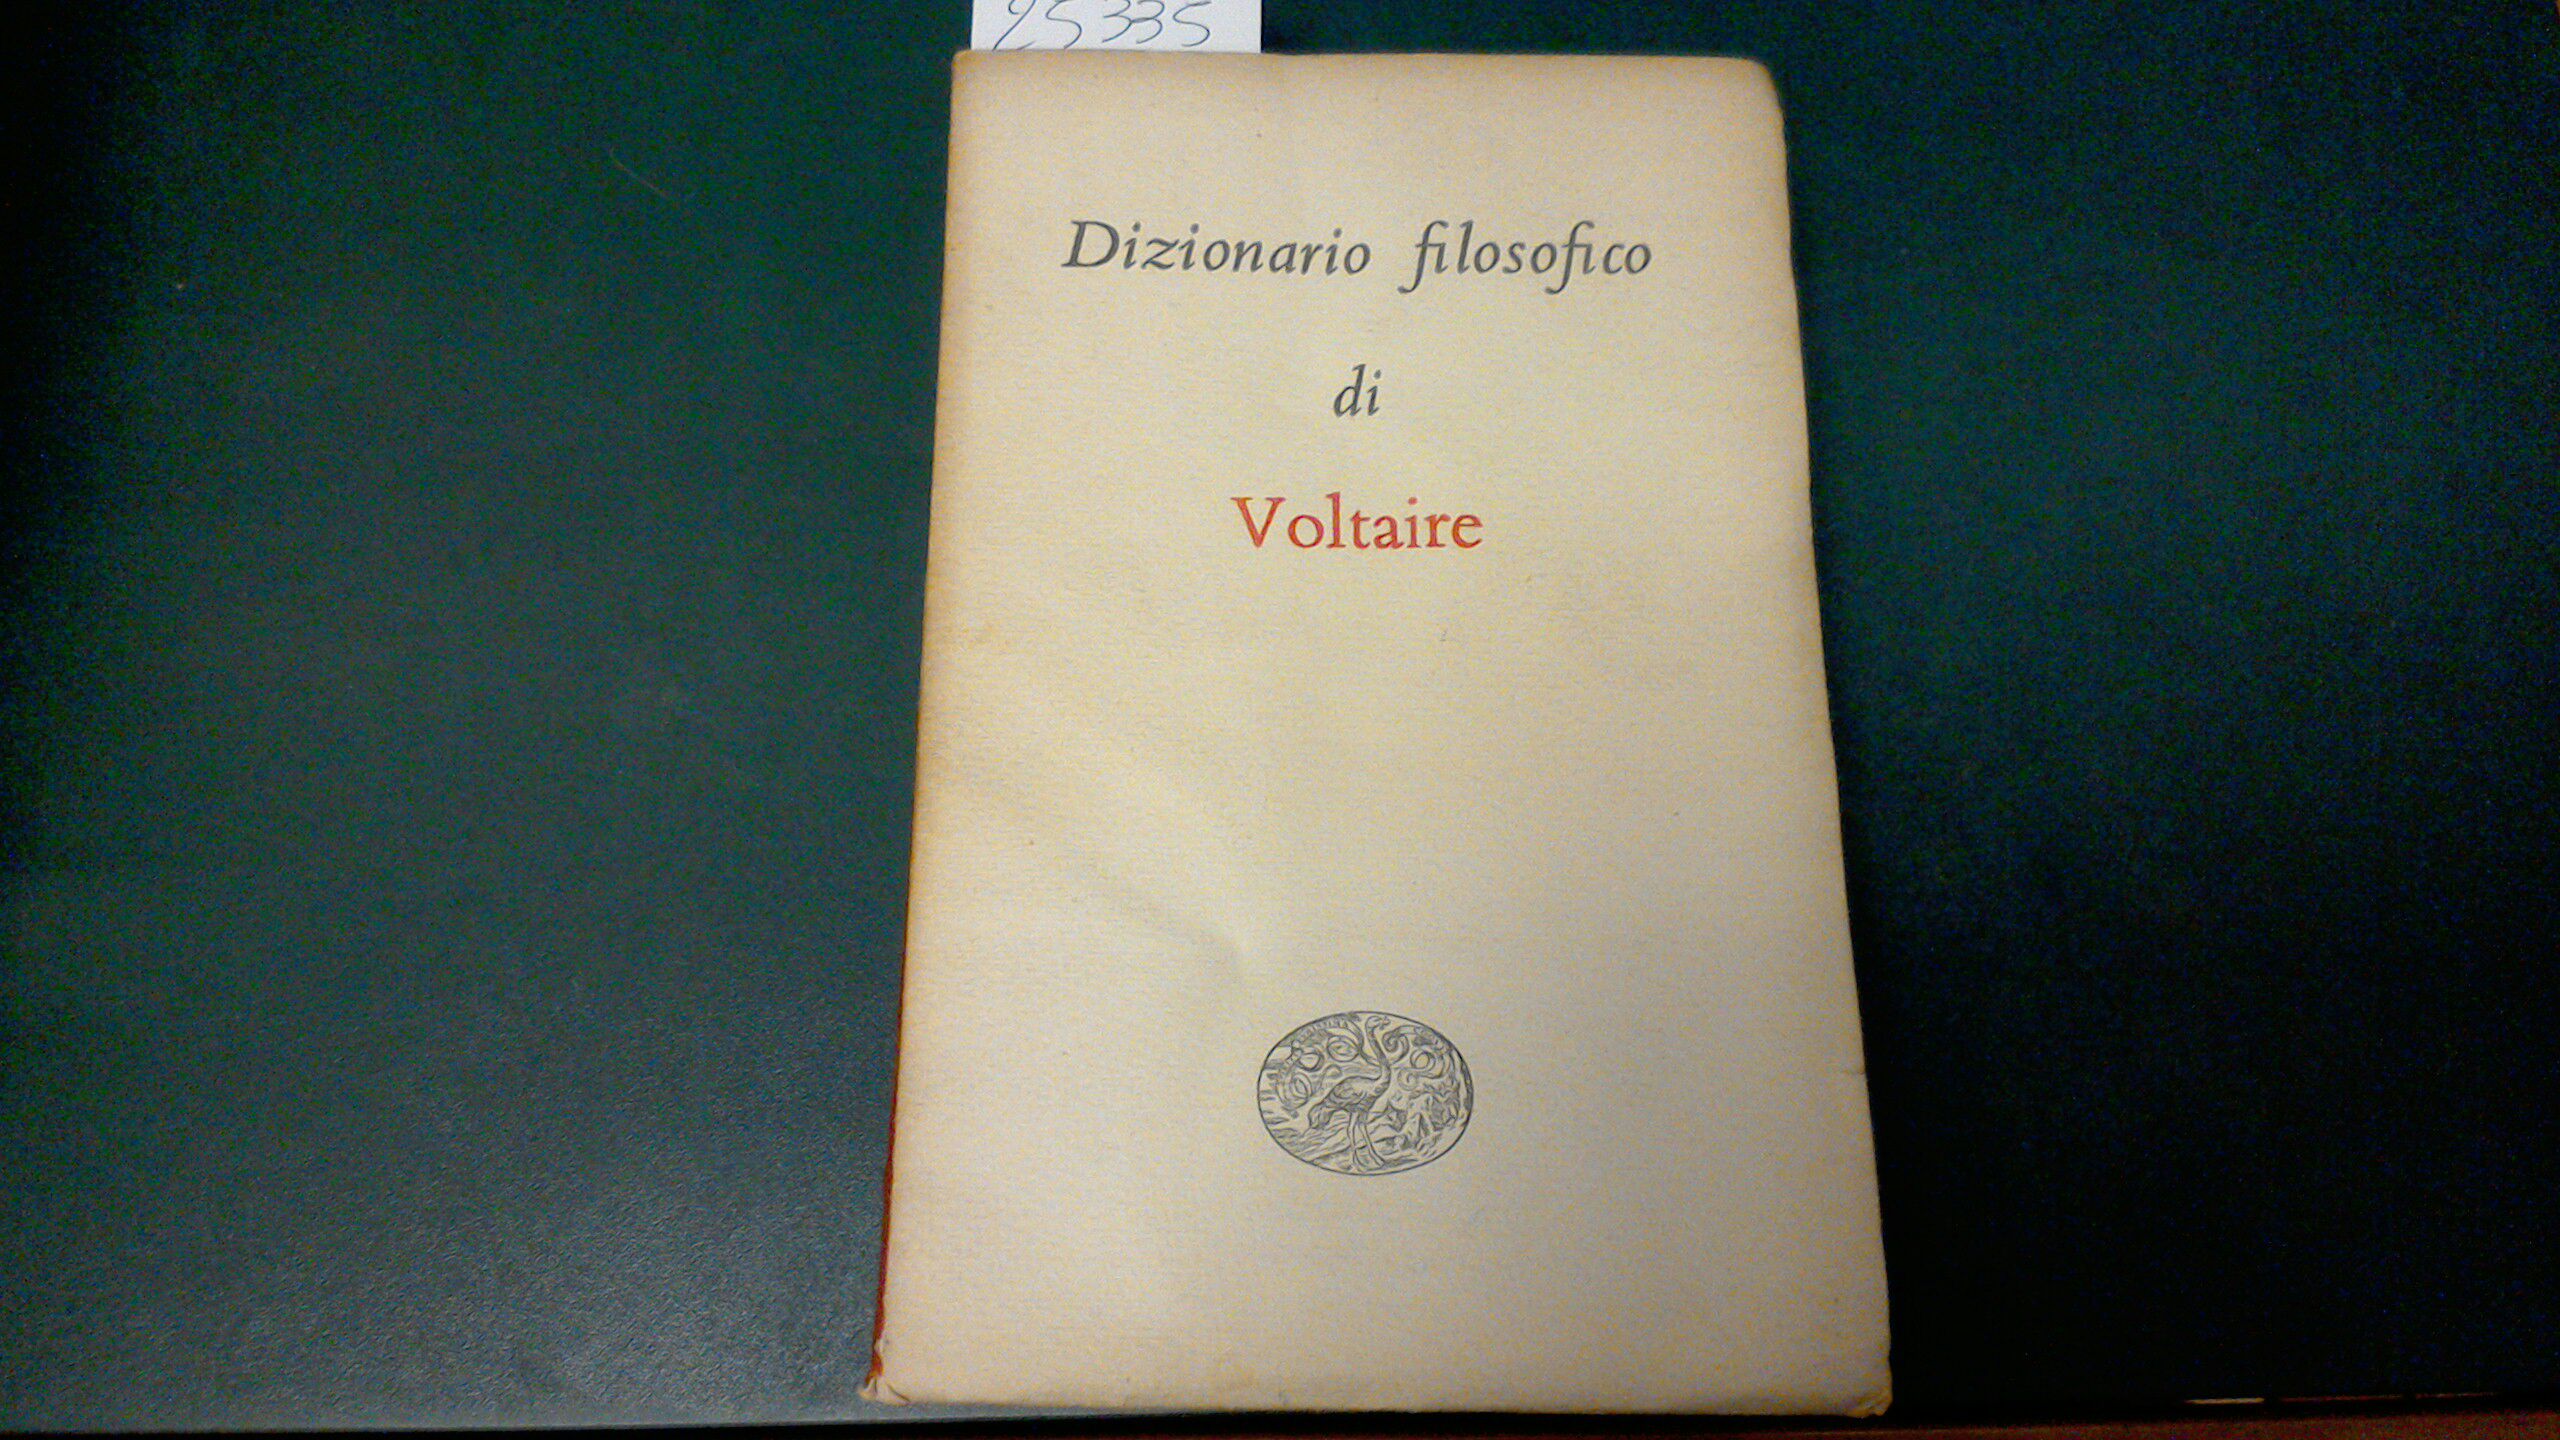 25335
Dizionario filosofico
di
Voltaire